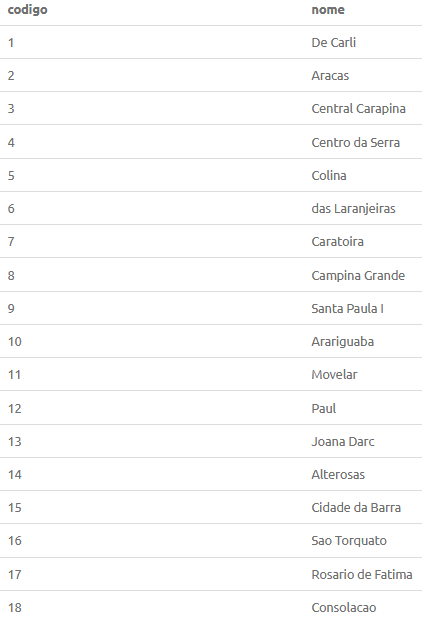 codigo nome
1 De Carli
2 Aracas
3 Central Carapina
4 Centro da Serra
5 Colina
6 das Laranjeiras
7 Caratoira
8 Campina Grande
9 Santa Paula I
10 Arariguaba
11 Movelar
12 Paul
13 Joana Darc
14 Alterosas
15 Cidade da Barra
16 Sao Torquato
17 Rosario de Fatima
18 Consolacao